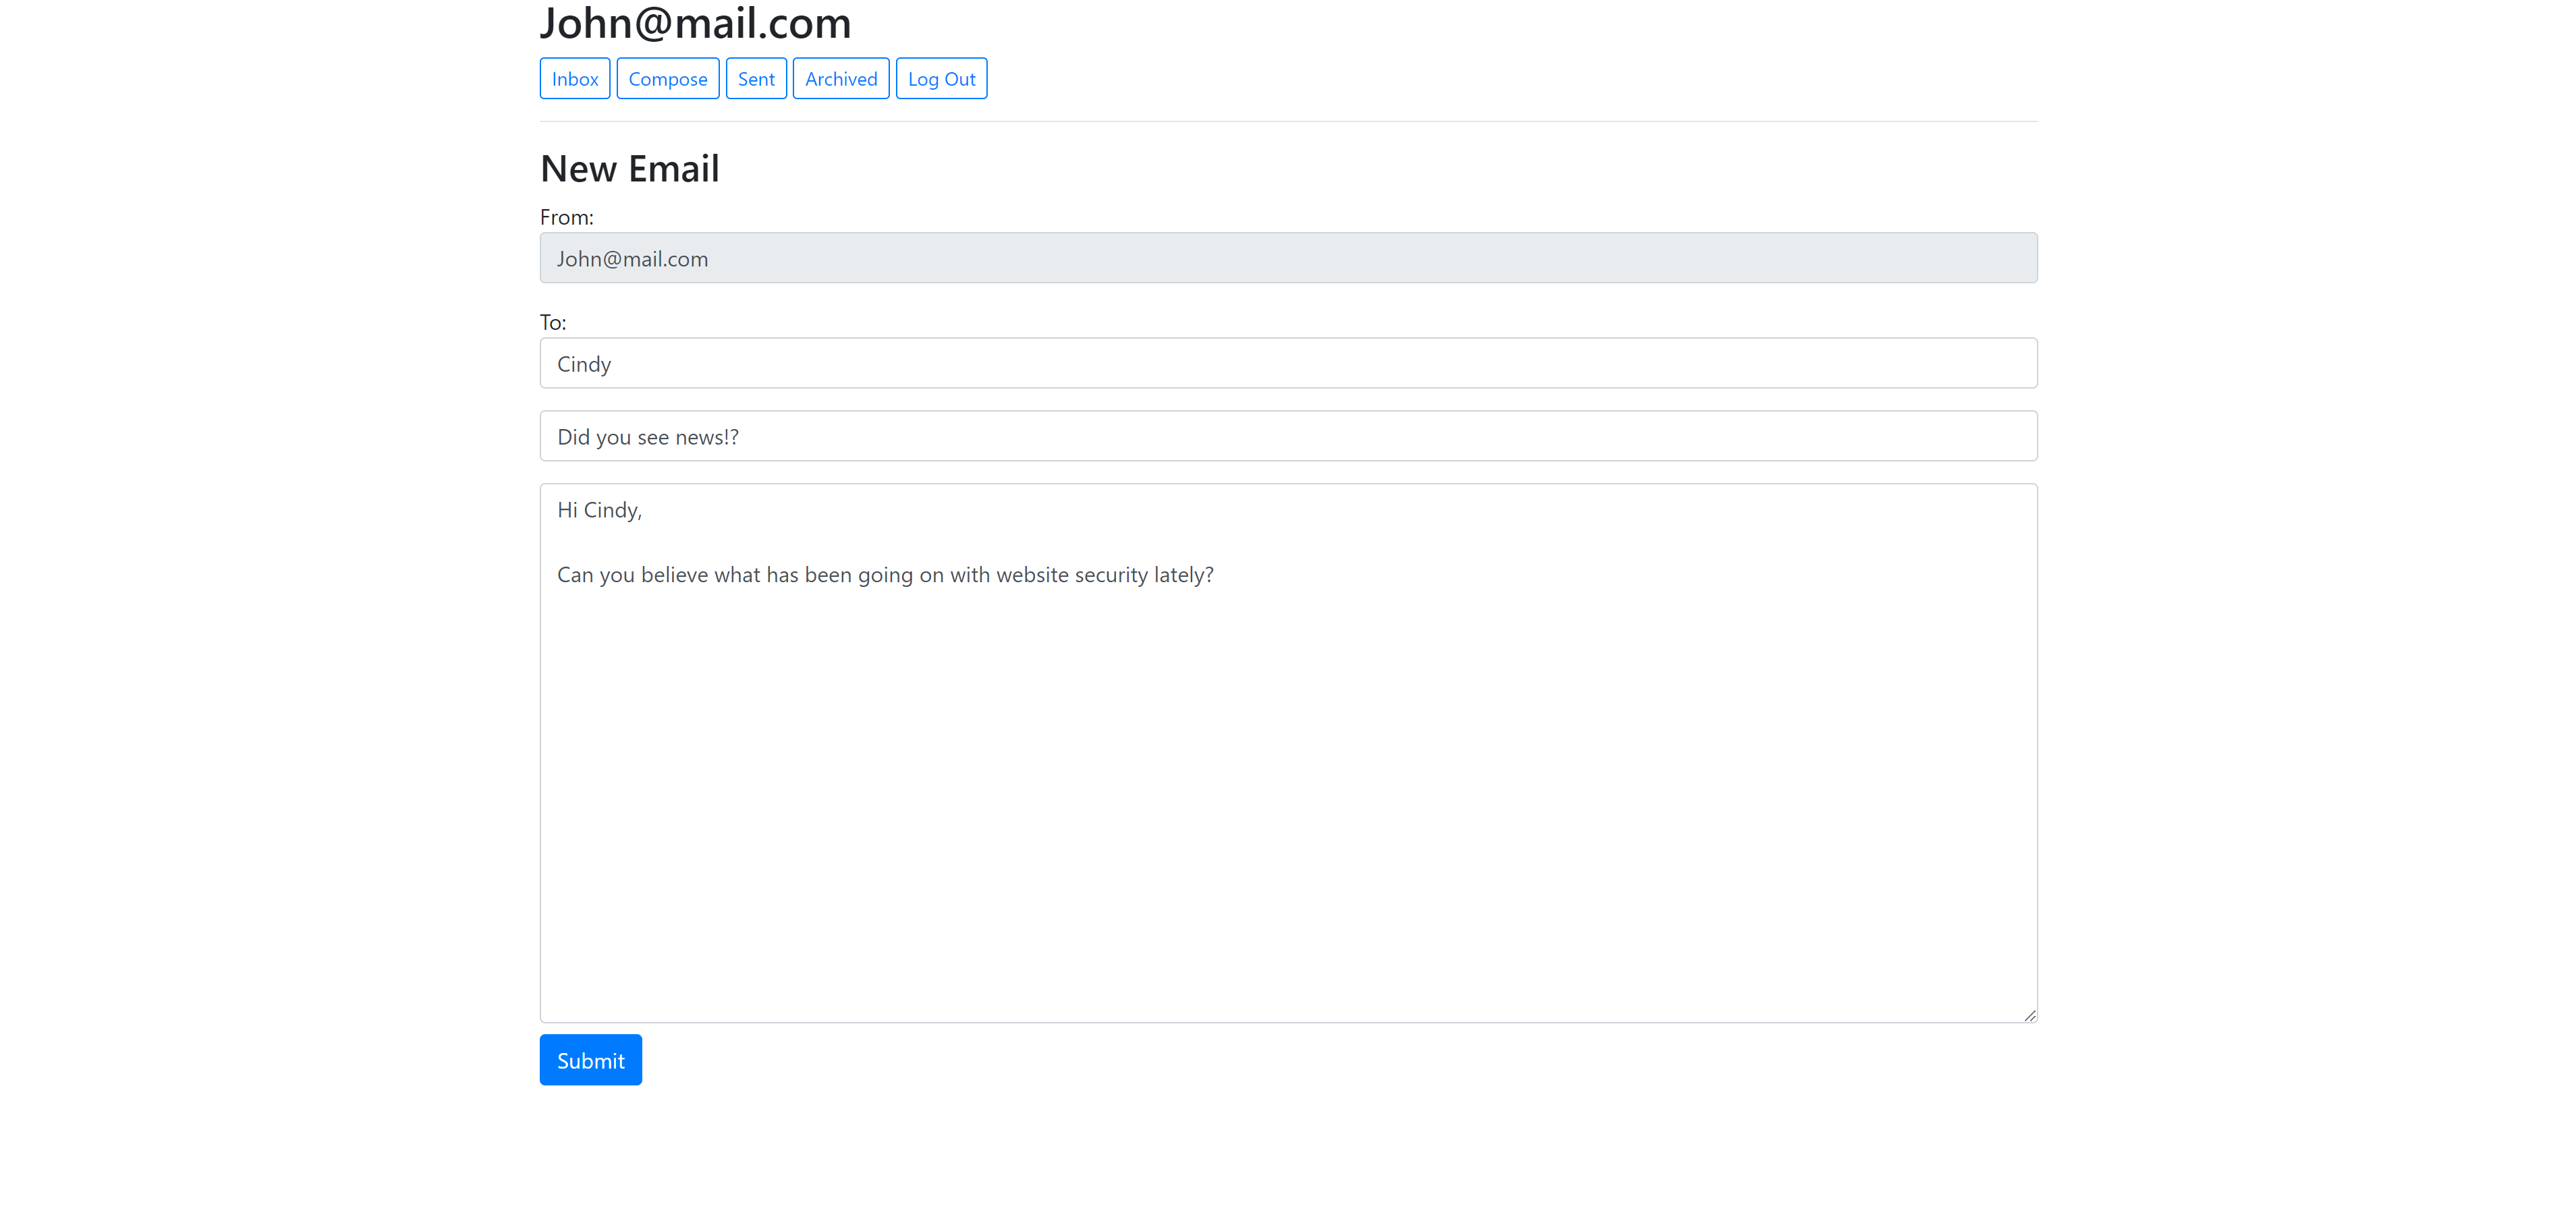 John@mail.com
Inbox Compose Sent Archived Log Out
New Email
From:
John@mail.com
To:
Cindy
Did you see news!?
Hi Cindy,
Can you believe what has been going on with website security lately?
Submit